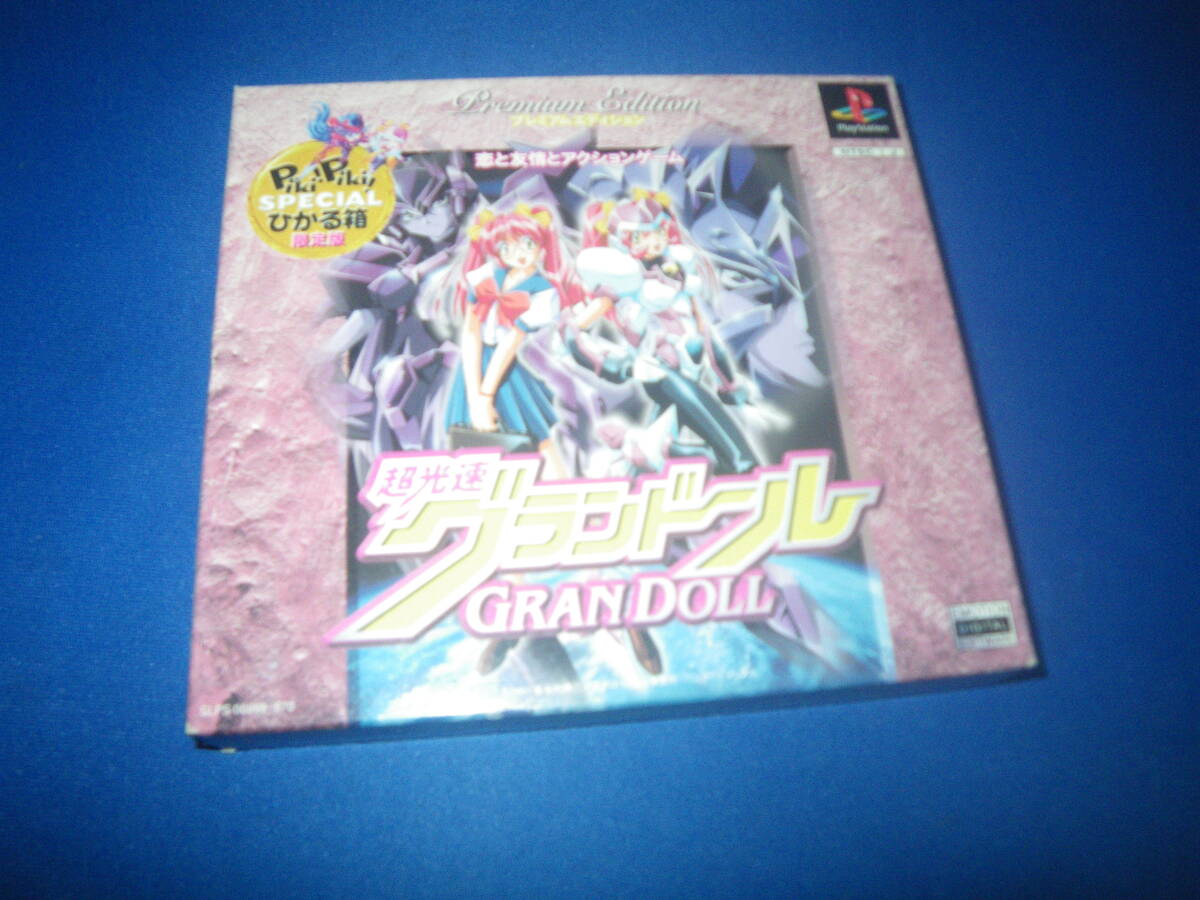 Premium Edition
プレミアムエディション
PlayStation
NTSC J
Piki Piki!
SPECIAL
ひかる箱
限定版
恋と友情とアクションゲーム
超光速
グランドール
GRAN DOLL
DIGITAL